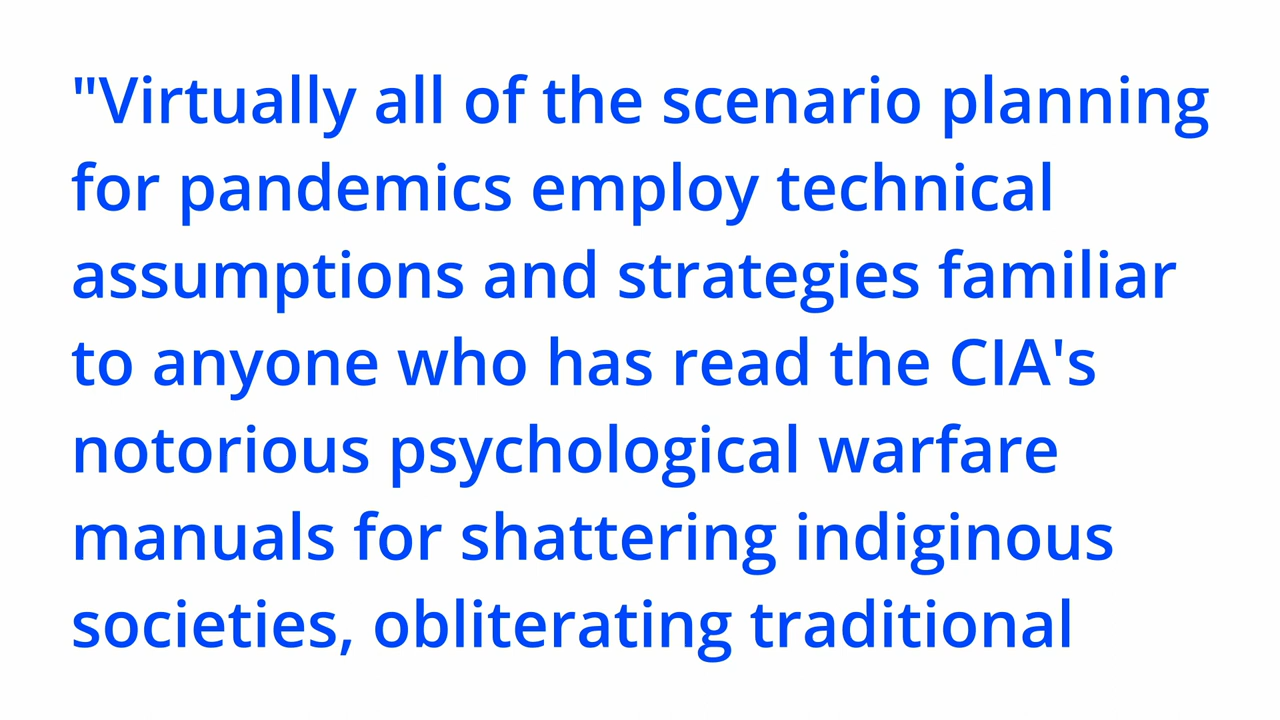 "Virtually all of the scenario planning
for pandemics employ technical
assumptions and strategies familiar
to anyone who has read the CIA's
notorious psychological warfare
manuals for shattering indiginous
societies, obliterating traditional